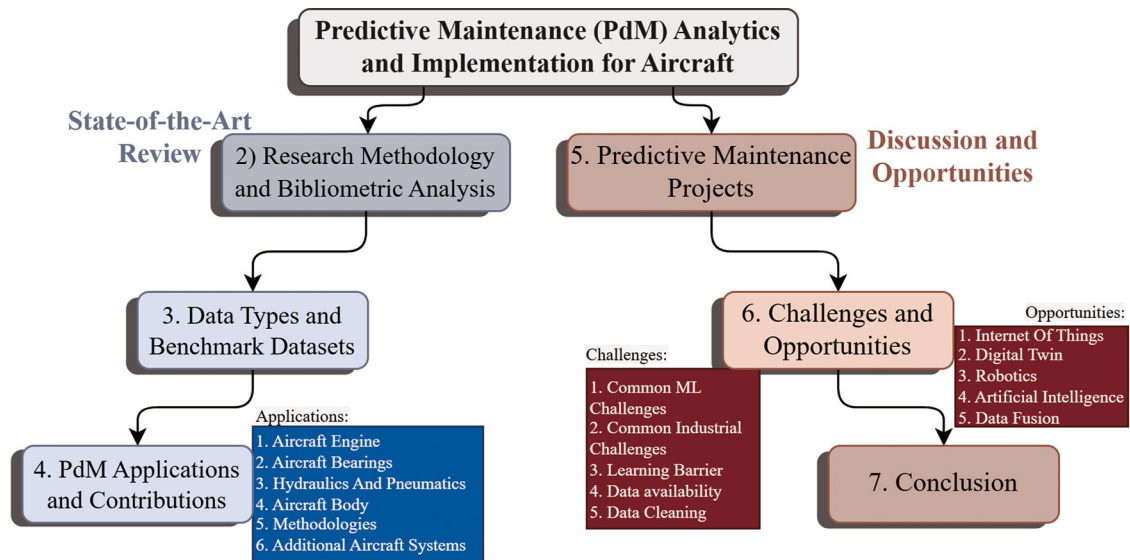 Predictive Maintenance (PdM) Analytics
and Implementation for Aircraft
State-of-the-Art
Review
2) Research Methodology
and Bibliometric Analysis
3. Data Types and
Benchmark Datasets
4. PdM Applications
and Contributions
Applications:
1. Aircraft Engine
2. Aircraft Bearings
3. Hydraulics And Pneumatics
4. Aircraft Body
5. Methodologies
6. Additional Aircraft Systems
5. Predictive Maintenance
Projects
Discussion and
Opportunities
6. Challenges and
Opportunities
Challenges:
1. Common ML
Challenges
2. Common Industrial
Challenges
3. Learning Barrier
4. Data availability
5. Data Cleaning
Opportunities:
1. Internet Of Things
2. Digital Twin
3. Robotics
4. Artificial Intelligence
5. Data Fusion
7. Conclusion